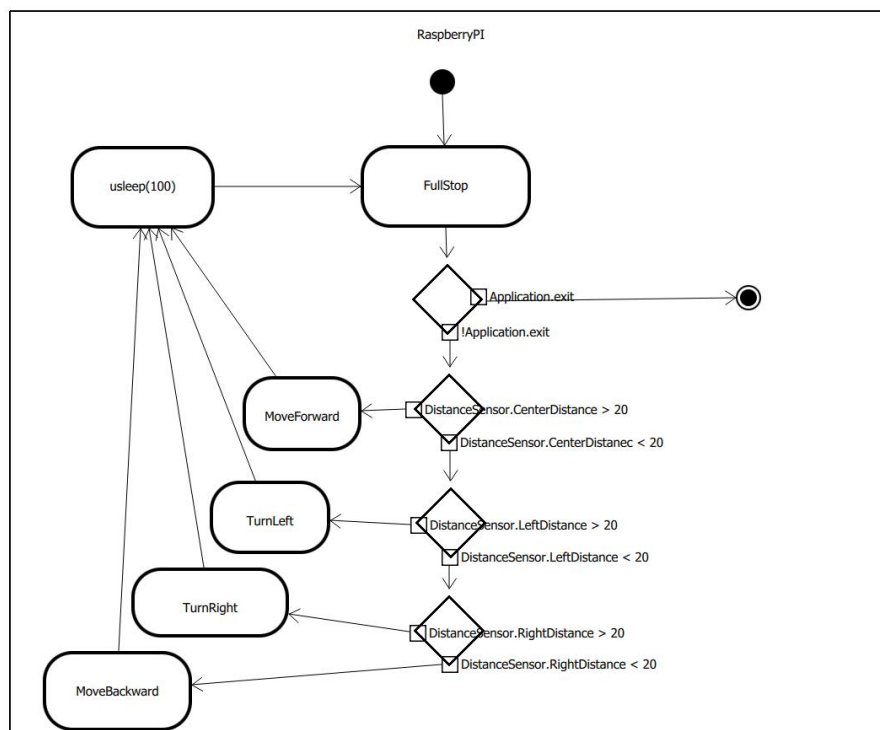 RaspberryPI
usleep(100)
FullStop
Application.exit
!Application.exit
MoveForward
DistanceSensor.CenterDistance > 20
DistanceSensor.CenterDistanec < 20
TurnLeft
DistanceSensor.LeftDistance > 20
DistanceSensor.LeftDistance < 20
TurnRight
DistanceSensor.RightDistance > 20
DistanceSensor.RightDistance < 20
MoveBackward